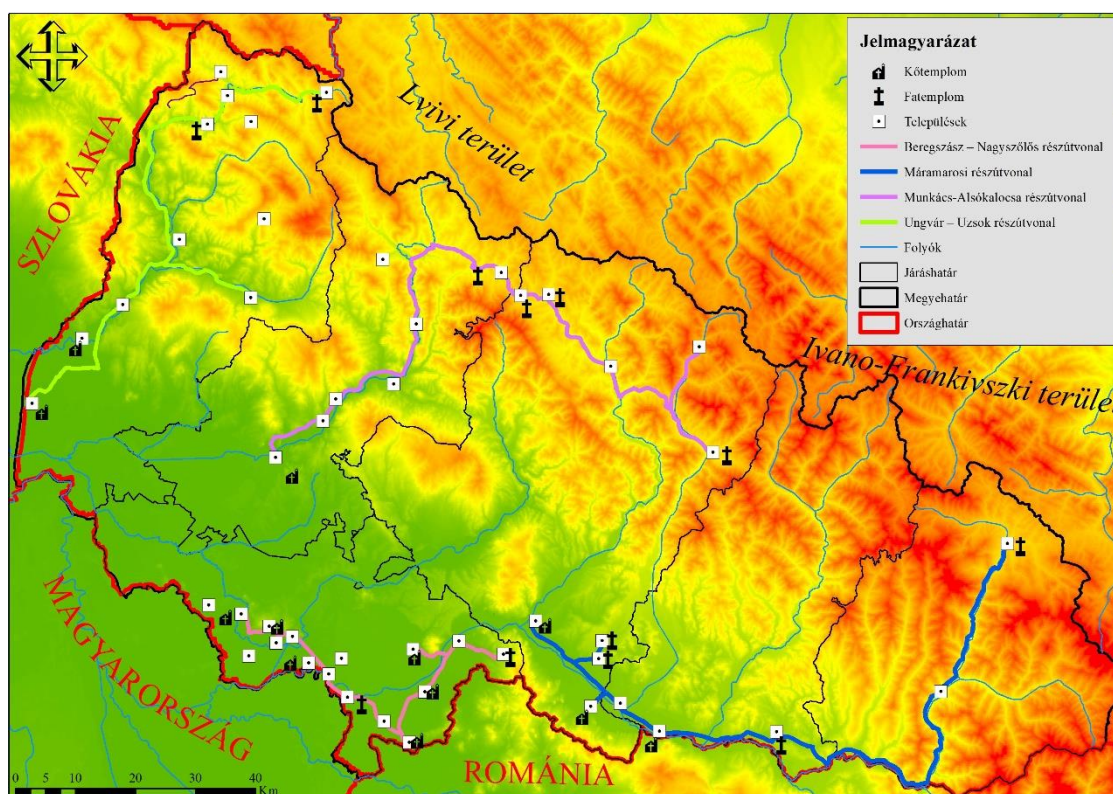 Jelmagyarázat
Kőtemplom
Fatemplom
Települések
Beregszász – Nagyszőlős részútvonal
Máramarosi részútvonal
Munkács-Alsókalocsa részútvonal
Ungvár – Uzsok részútvonal
Folyók
Járáshatár
Megyehatár
Országhatár
Lvivi terület
SZLOVÁKIA
Ivano-Frankivszki terüle
MAGYARORSZÁG
ROMÁNIA
0 5 10 20 30 40
Km